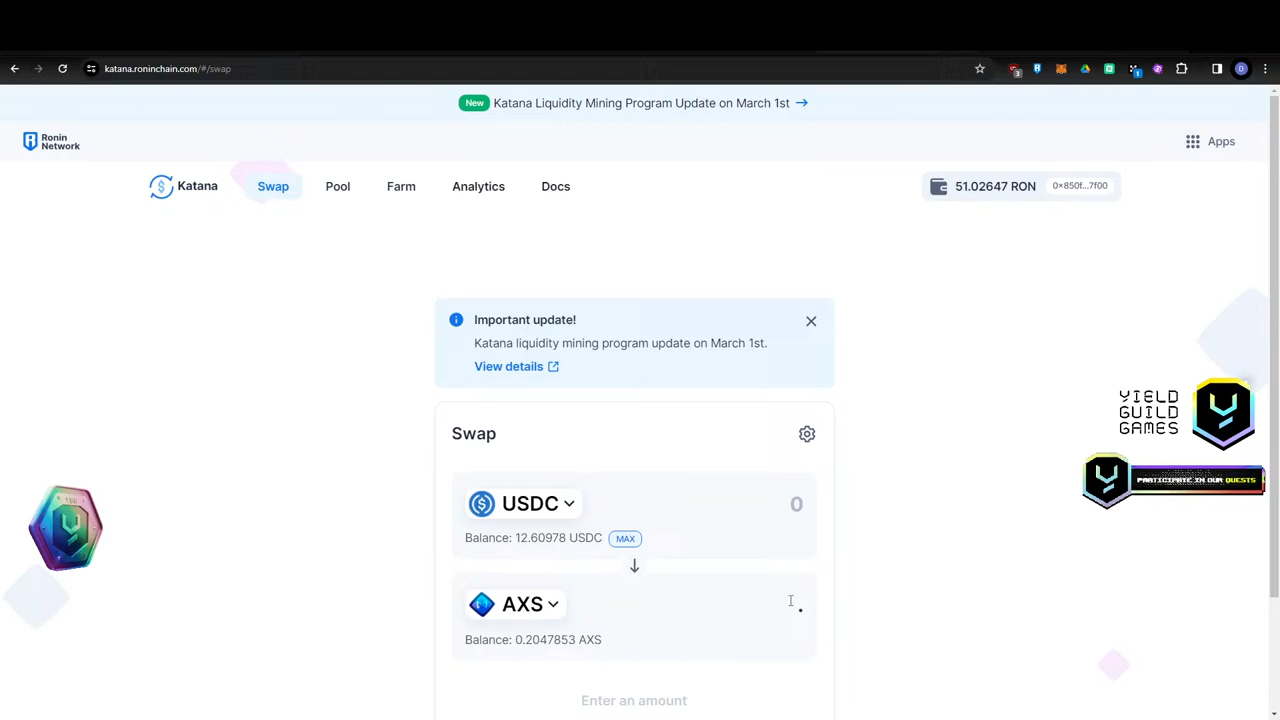 katana.roninchain.com/#/swap
3
1
D
New Katana Liquidity Mining Program Update on March 1st →
Ronin
Network
Apps
Katana
Swap
Pool
Farm
Analytics
Docs
51.02647 RON
0x850f...7f00
Important update!
Katana liquidity mining program update on March 1st.
View details
Swap
USDC
0
Balance: 12.60978 USDC
MAX
AXS
.
Balance: 0.2047853 AXS
Enter an amount
YIELD
GUILD
GAMES
PARTICIPATE IN OUR QUESTS